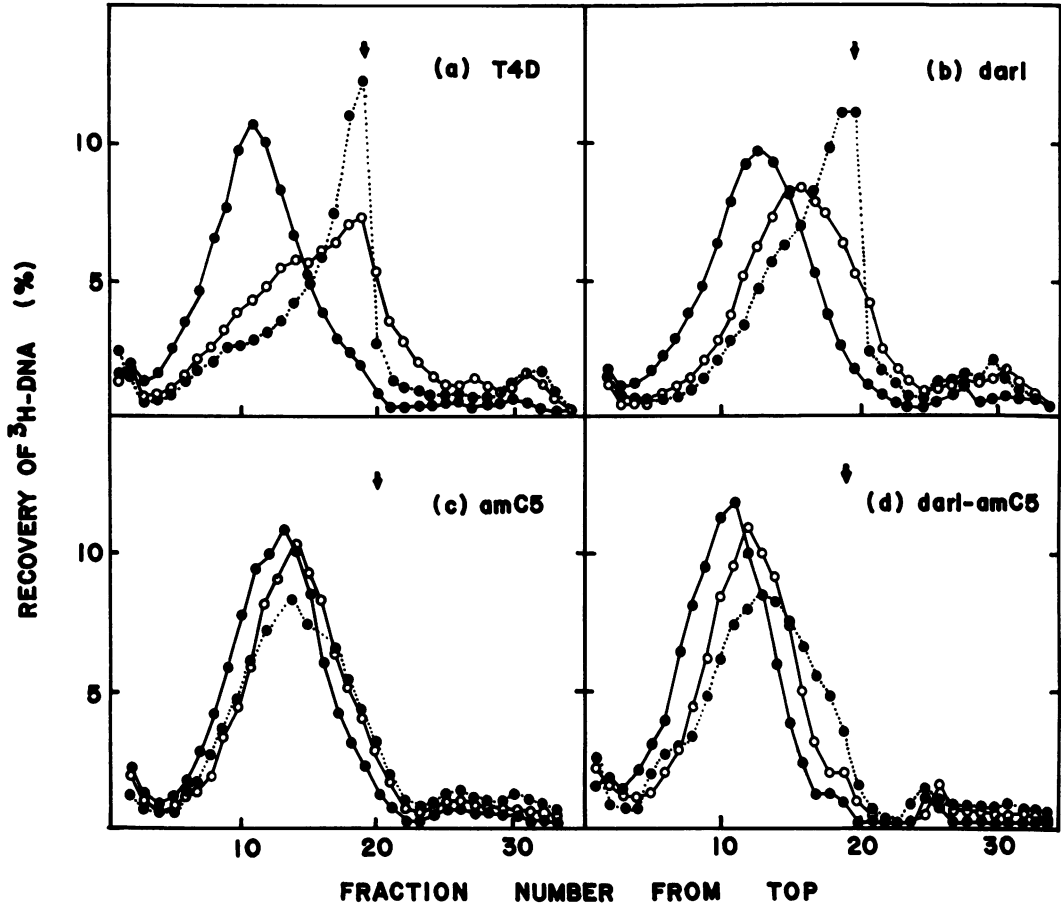 (a) T4D
(b) darI
10
5
RECOVERY OF ³H-DNA (%)
(c) amC5
(d) darI-amC5
10
5
10 20 30 10 20 30
FRACTION NUMBER FROM TOP